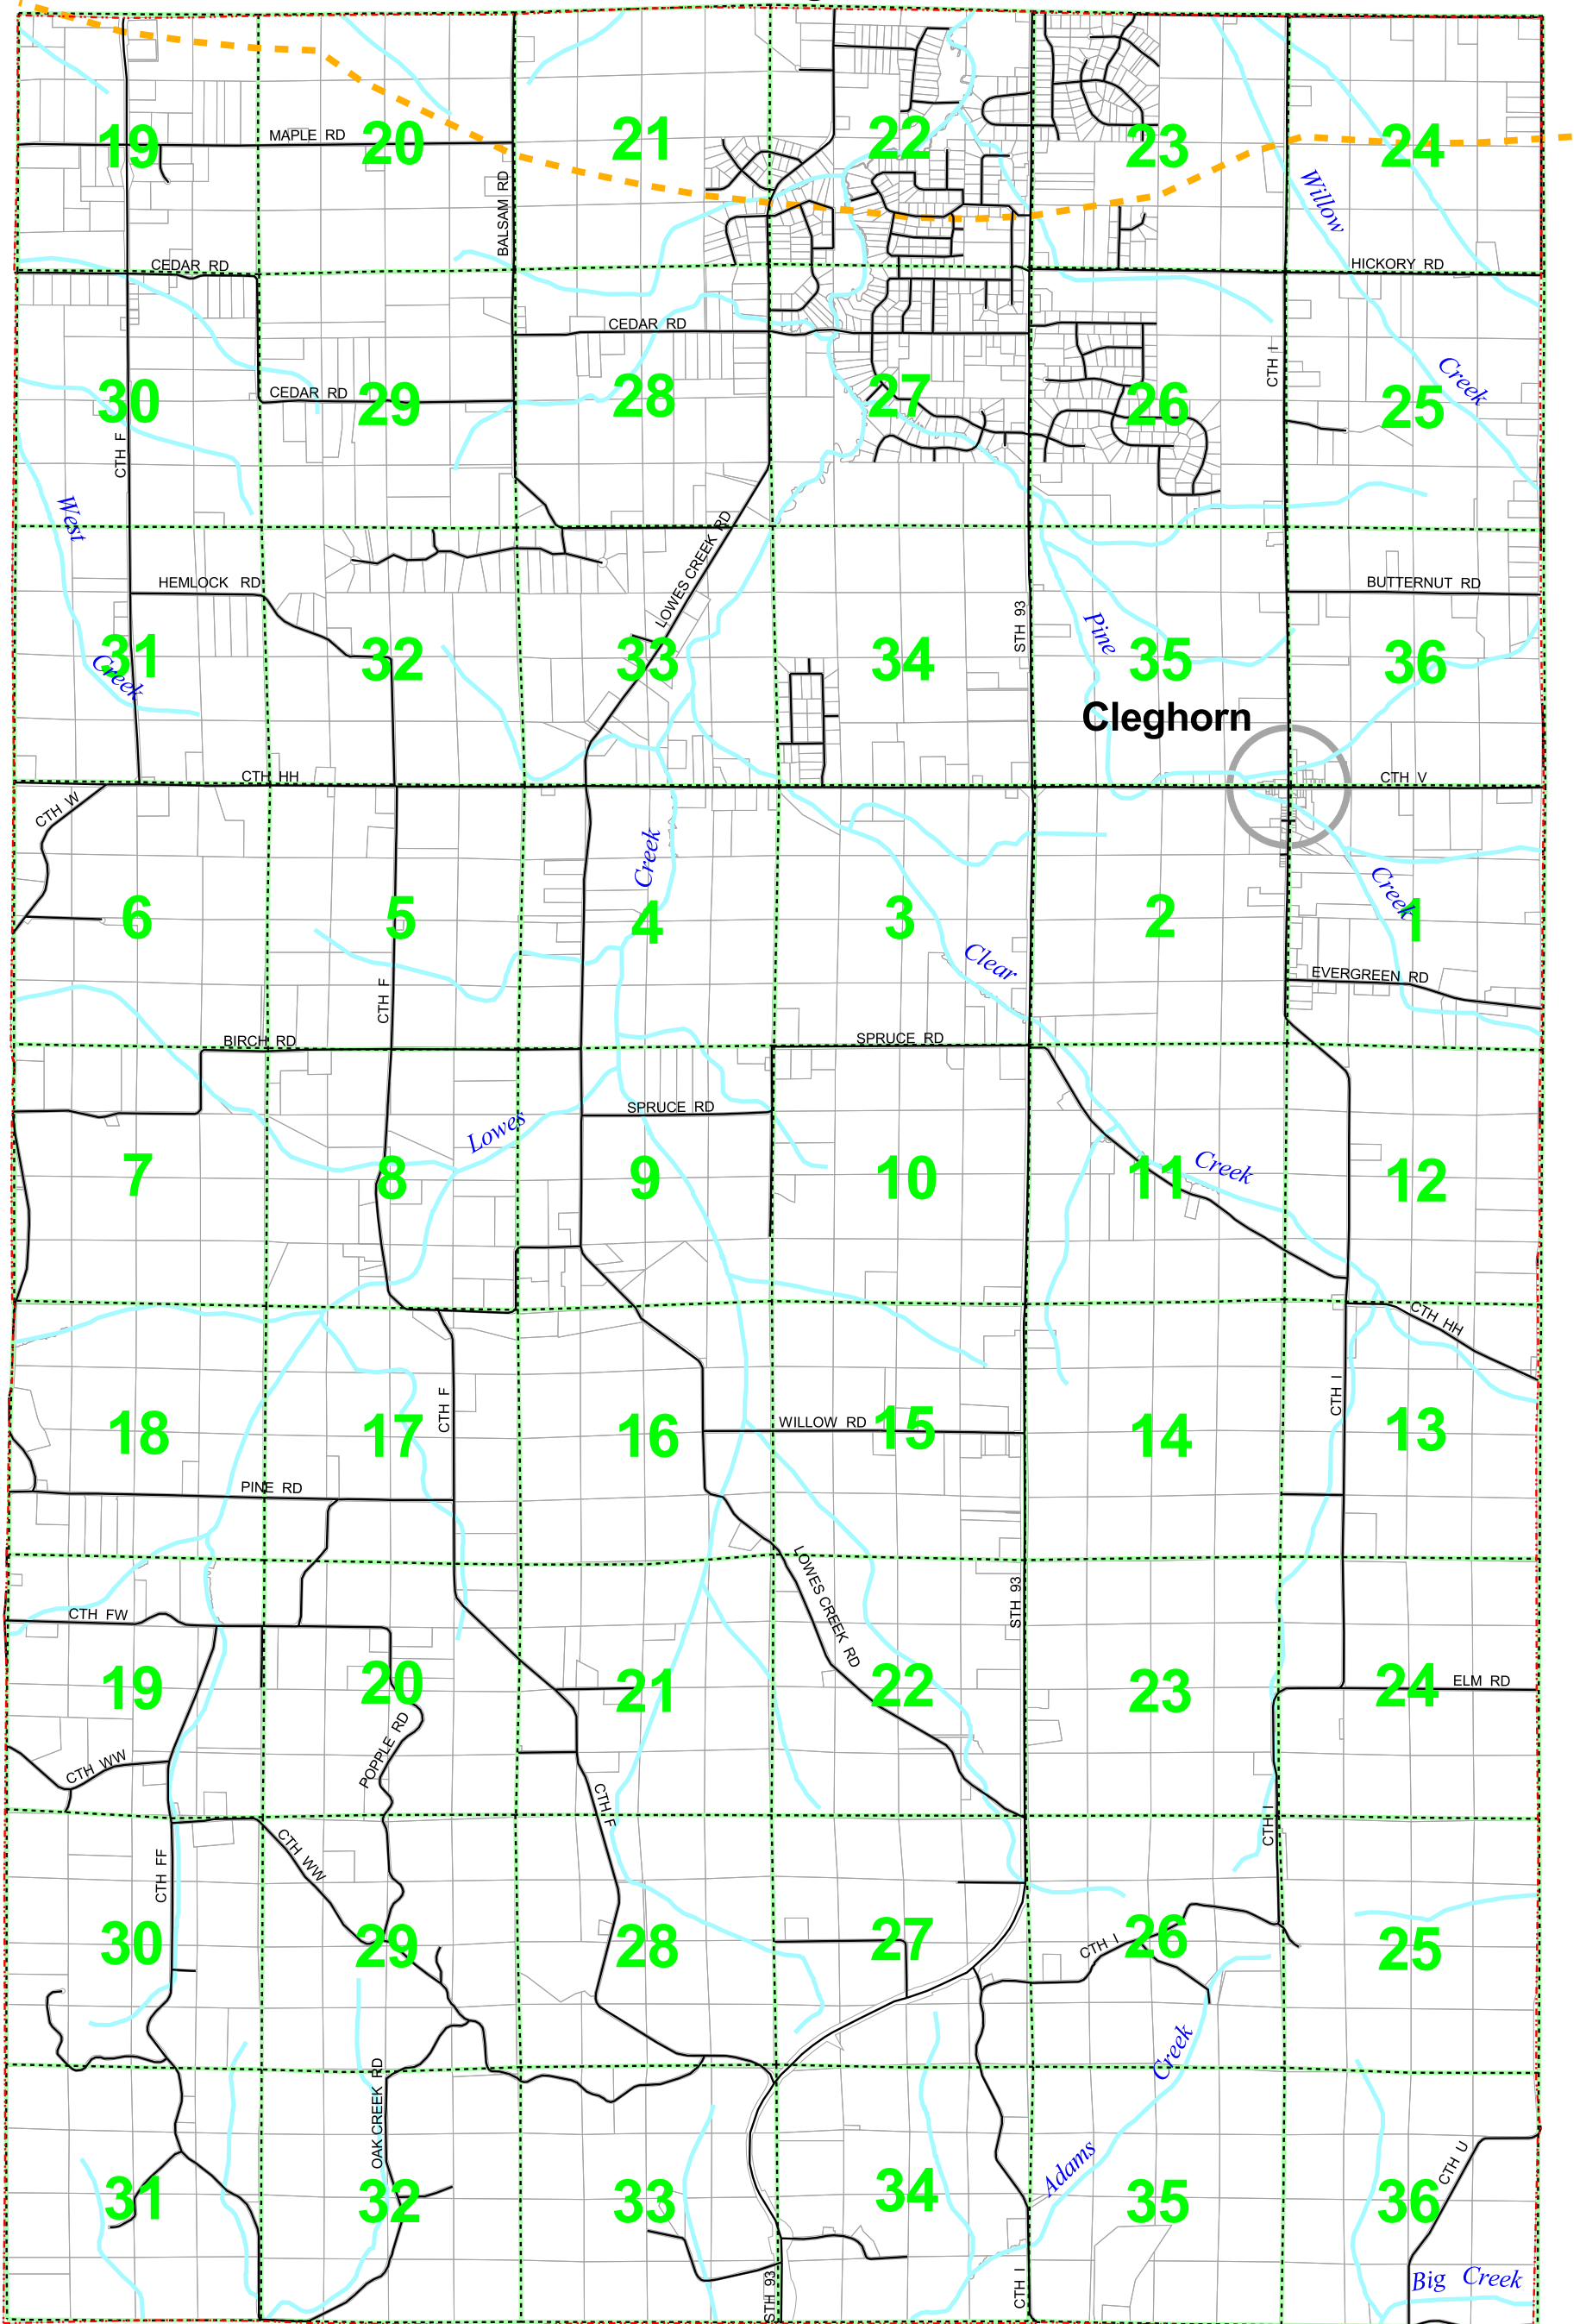 19
MAPLE RD
20
21
22
23
24
BALSAM RD
Willow
CEDAR RD
HICKORY RD
CEDAR RD
CTH I
Creek
30
CEDAR RD
29
28
27
26
25
CTH F
West
LOWES CREEK RD
HEMLOCK RD
BUTTERNUT RD
STH 93
Pine
31
Creek
32
33
34
35
36
Cleghorn
CTH HH
CTH V
CTH W
Creek
Creek
6
5
4
3
2
1
Clear
EVERGREEN RD
CTH F
BIRCH RD
SPRUCE RD
SPRUCE RD
Lowes
Creek
7
8
9
10
11
12
CTH HH
CTH F
CTH I
18
17
16
WILLOW RD
15
14
13
PINE RD
LOWES CREEK RD
STH 93
CTH FW
19
20
21
22
23
24
ELM RD
POPPLE RD
CTH WW
CTH F
CTH I
CTH WW
CTH FF
30
29
28
27
CTH I
26
25
Creek
OAK CREEK RD
Adams
CTH U
31
32
33
34
35
36
STH 93
CTH I
Big Creek